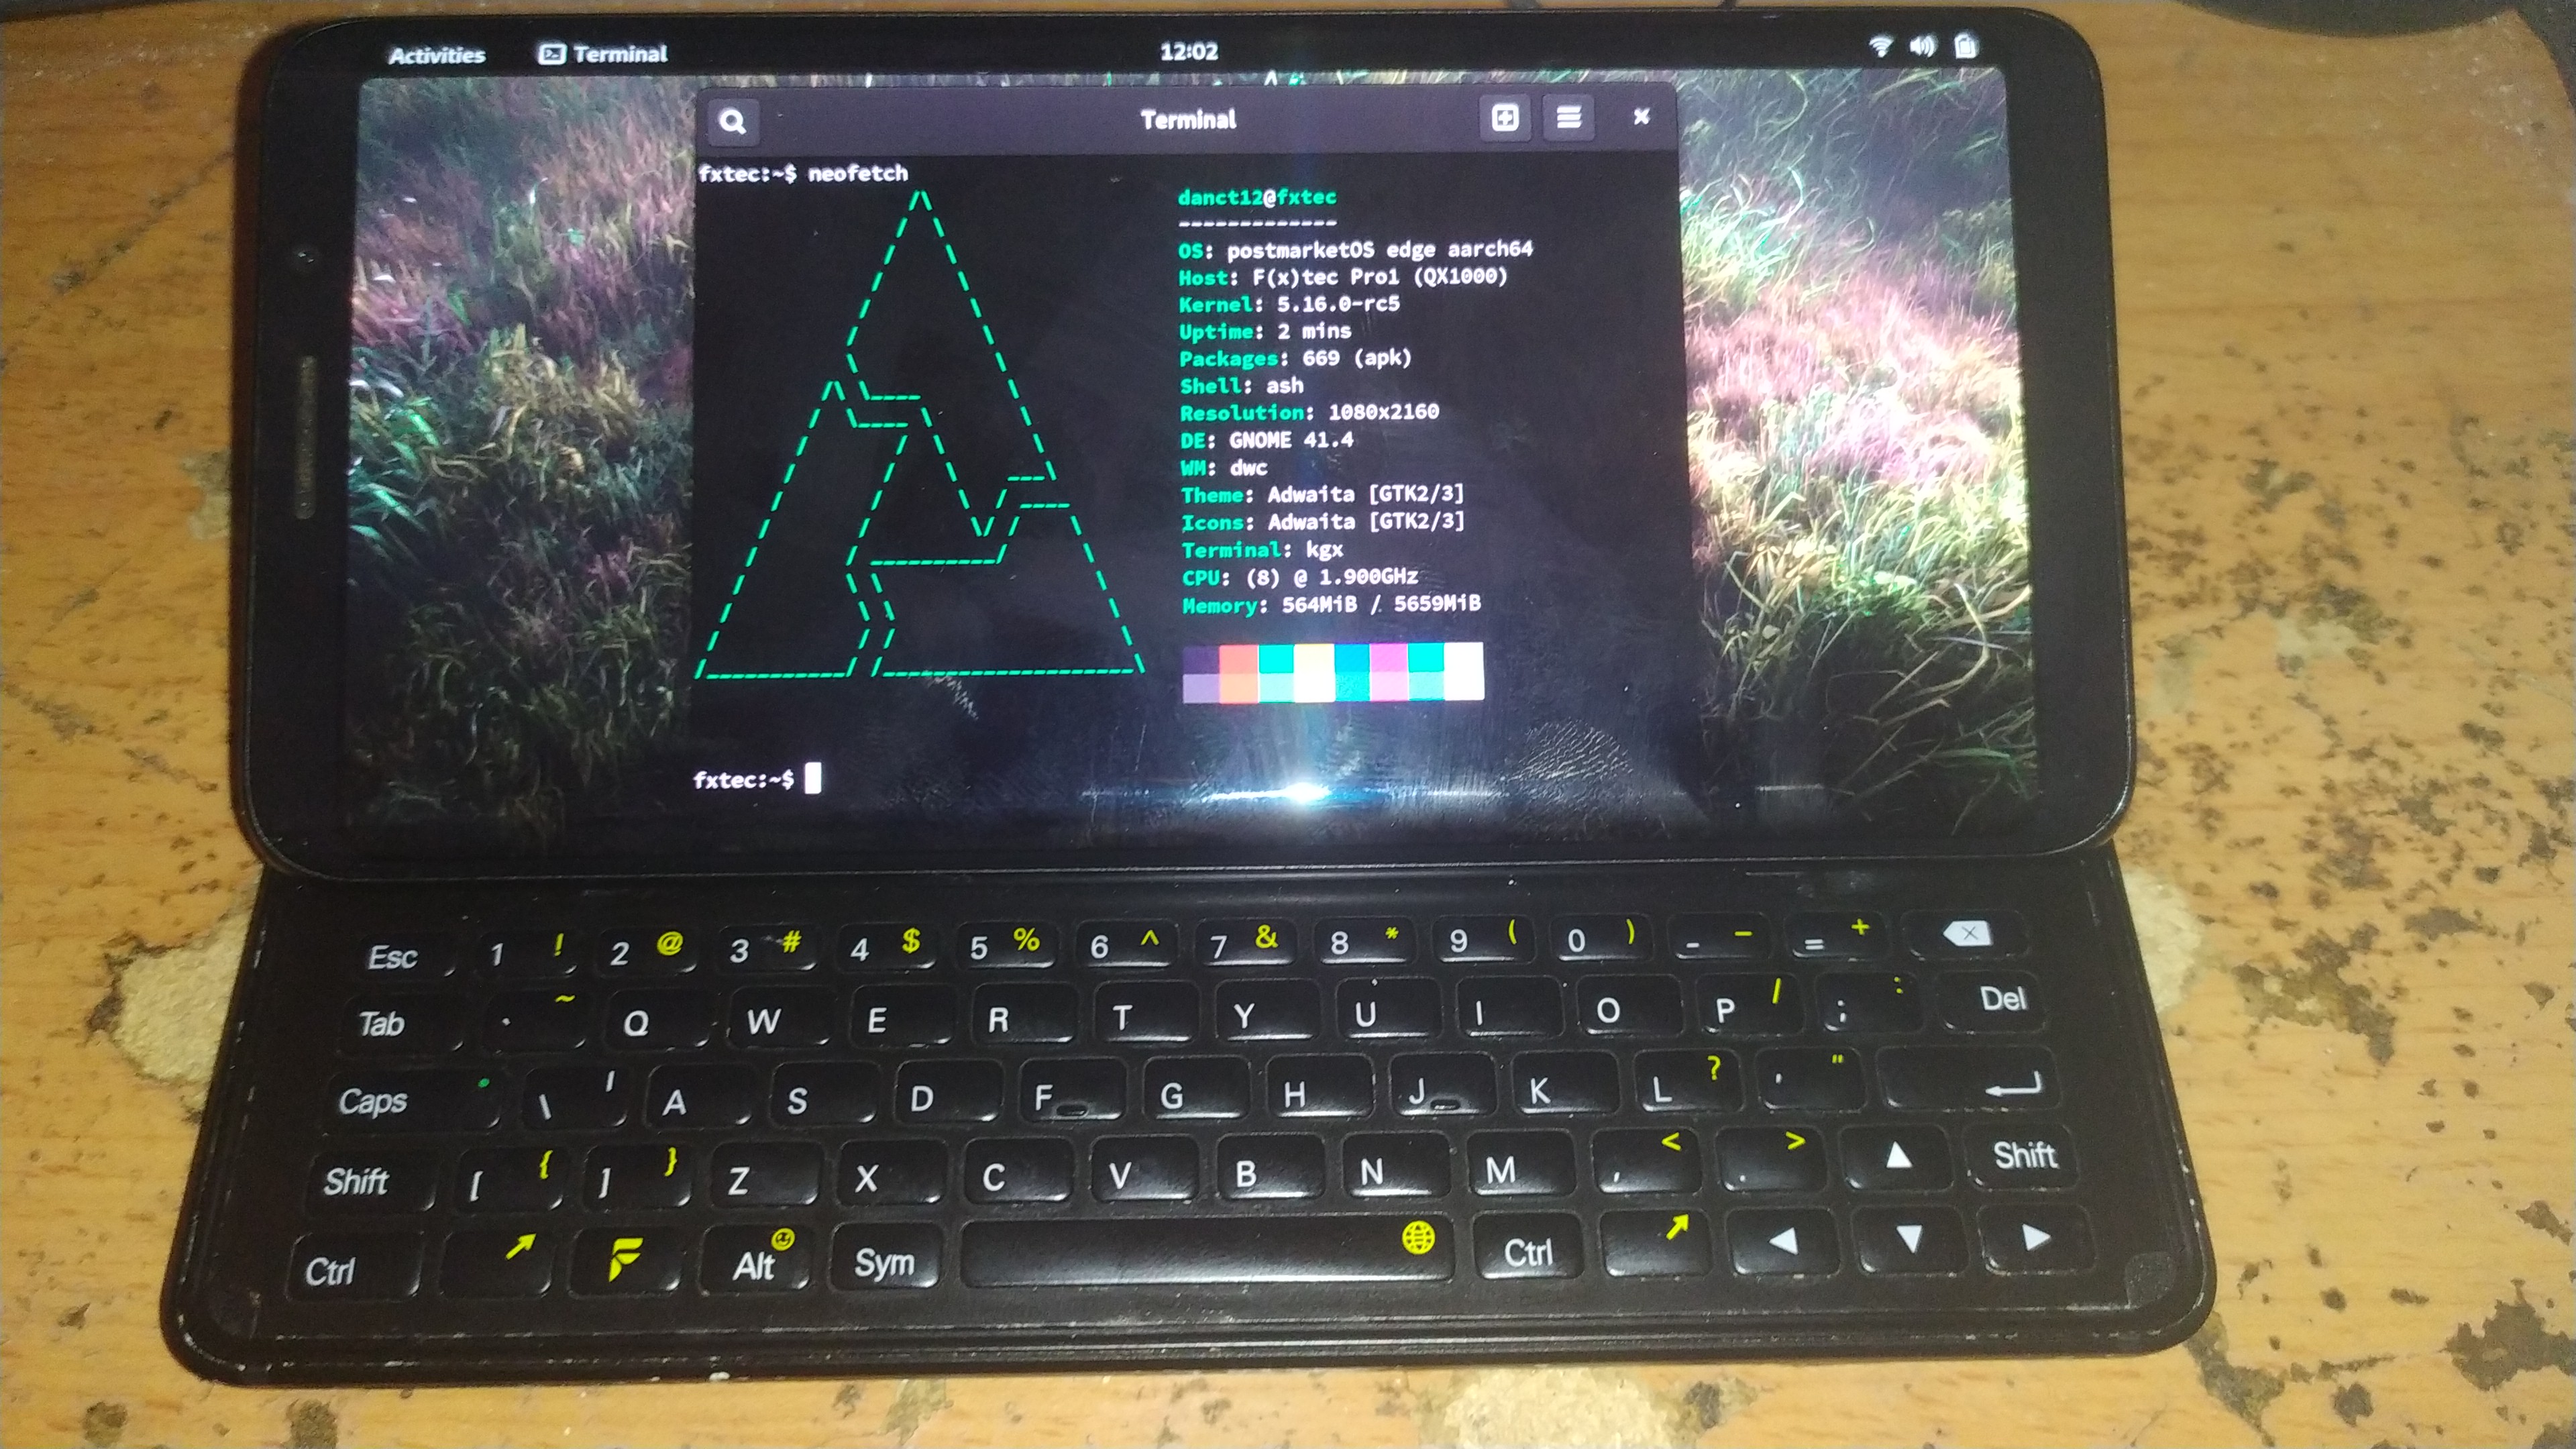 Activities Terminal 12:02
Terminal
fxtec:~$ neofetch
danct12@fxtec
-------------
OS: postmarketOS edge aarch64
Host: F(x)tec Pro1 (QX1000)
Kernel: 5.16.0-rc5
Uptime: 2 mins
Packages: 669 (apk)
Shell: ash
Resolution: 1080x2160
DE: GNOME 41.4
WM: dwc
Theme: Adwaita [GTK2/3]
Icons: Adwaita [GTK2/3]
Terminal: kgx
CPU: (8) @ 1.900GHz
Memory: 564MiB / 5659MiB
fxtec:~$
Esc 1 ! 2 @ 3 # 4 $ 5 % 6 ^ 7 & 8 * 9 ( 0 ) - _ = +
Tab ` ~ Q W E R T Y U I O P / ; : Del
Caps \ | A S D F G H J K L ? ' "
Shift [ { ] } Z X C V B N M , < . > Shift
Ctrl Alt Sym Ctrl